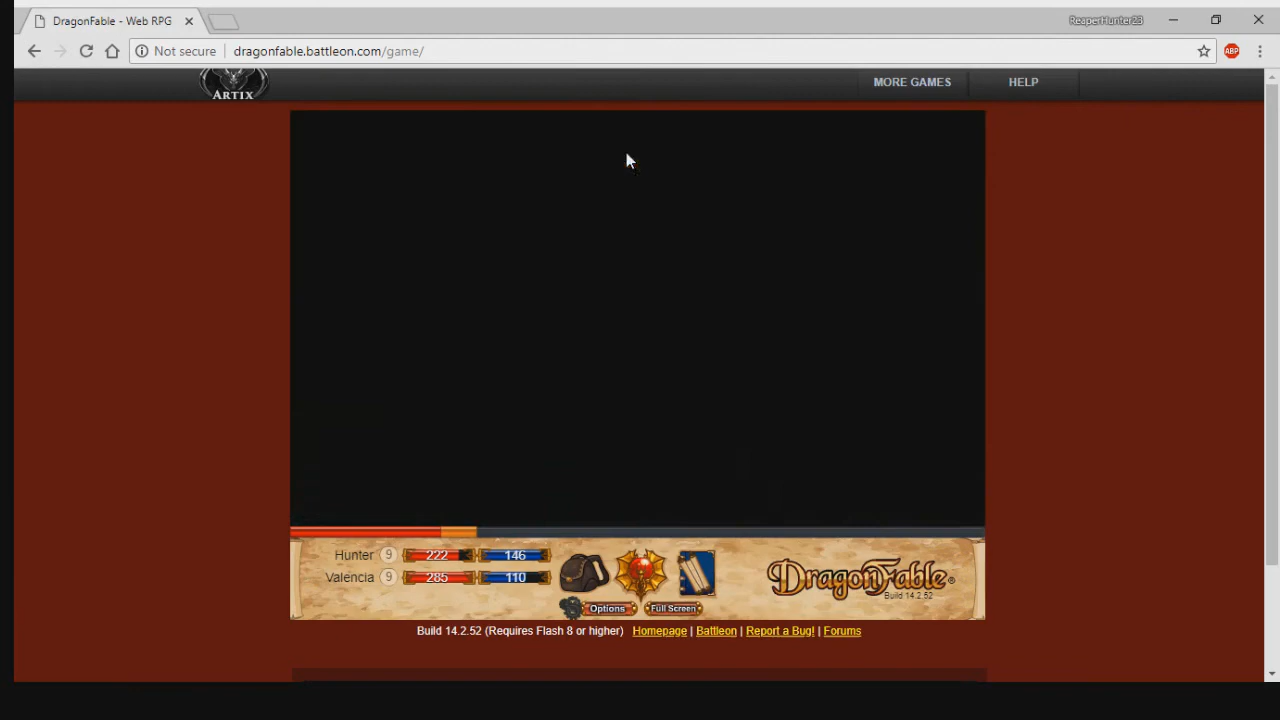 DragonFable - Web RPG
ReaperHunter23
Not secure
dragonfable.battleon.com/game/
ABP
ARTIX
MORE GAMES
HELP
Hunter 9 222 146
Valencia 9 285 110
Options
Full Screen
DragonFable®
Build 14.2.52
Build 14.2.52 (Requires Flash 8 or higher) Homepage | Battleon | Report a Bug! | Forums